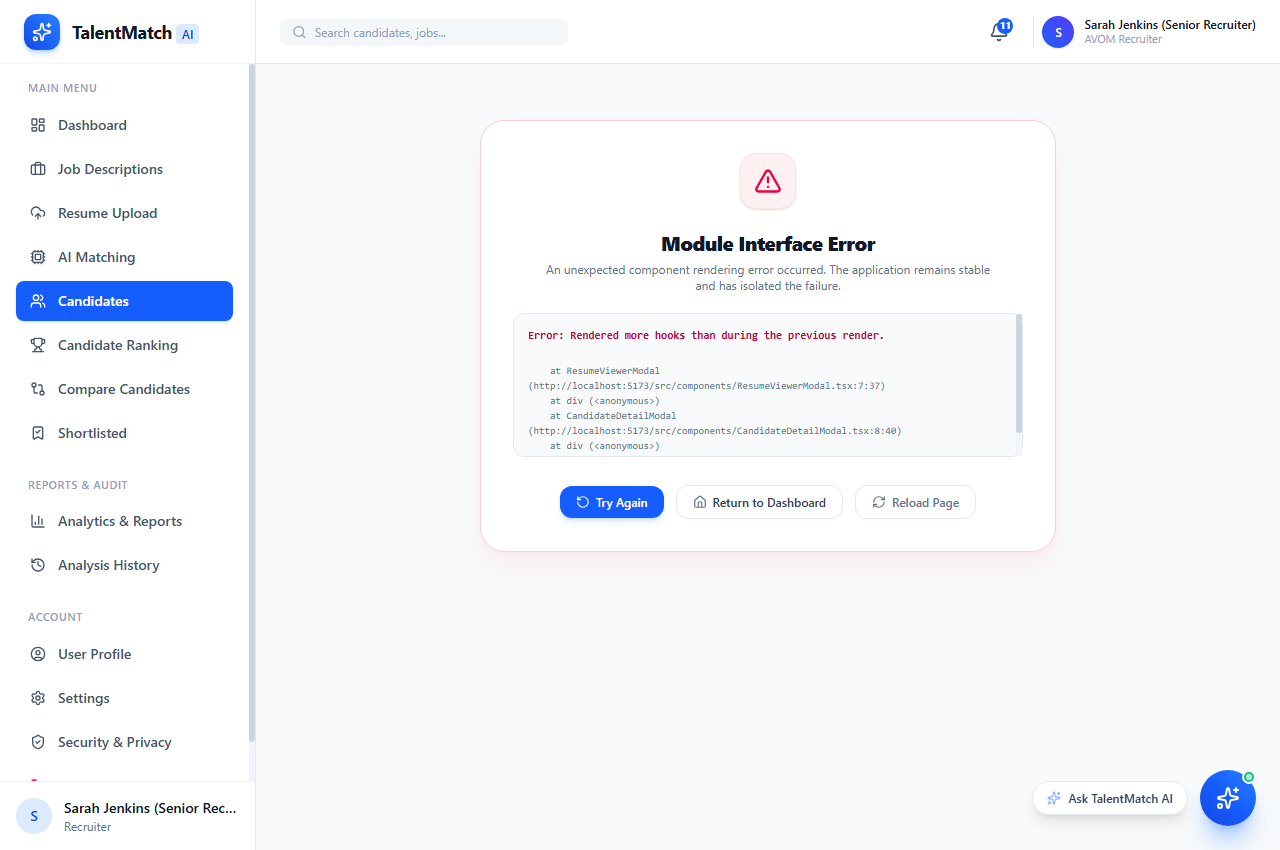 TalentMatch AI
Search candidates, jobs...
11
S
Sarah Jenkins (Senior Recruiter)
AVOM Recruiter
MAIN MENU
Dashboard
Job Descriptions
Resume Upload
AI Matching
Candidates
Candidate Ranking
Compare Candidates
Shortlisted
REPORTS & AUDIT
Analytics & Reports
Analysis History
ACCOUNT
User Profile
Settings
Security & Privacy
S
Sarah Jenkins (Senior Rec...
Recruiter
Module Interface Error
An unexpected component rendering error occurred. The application remains stable
and has isolated the failure.
Error: Rendered more hooks than during the previous render.
at ResumeViewerModal
(http://localhost:5173/src/components/ResumeViewerModal.tsx:7:37)
at div (<anonymous>)
at CandidateDetailModal
(http://localhost:5173/src/components/CandidateDetailModal.tsx:8:40)
at div (<anonymous>)
Try Again
Return to Dashboard
Reload Page
Ask TalentMatch AI